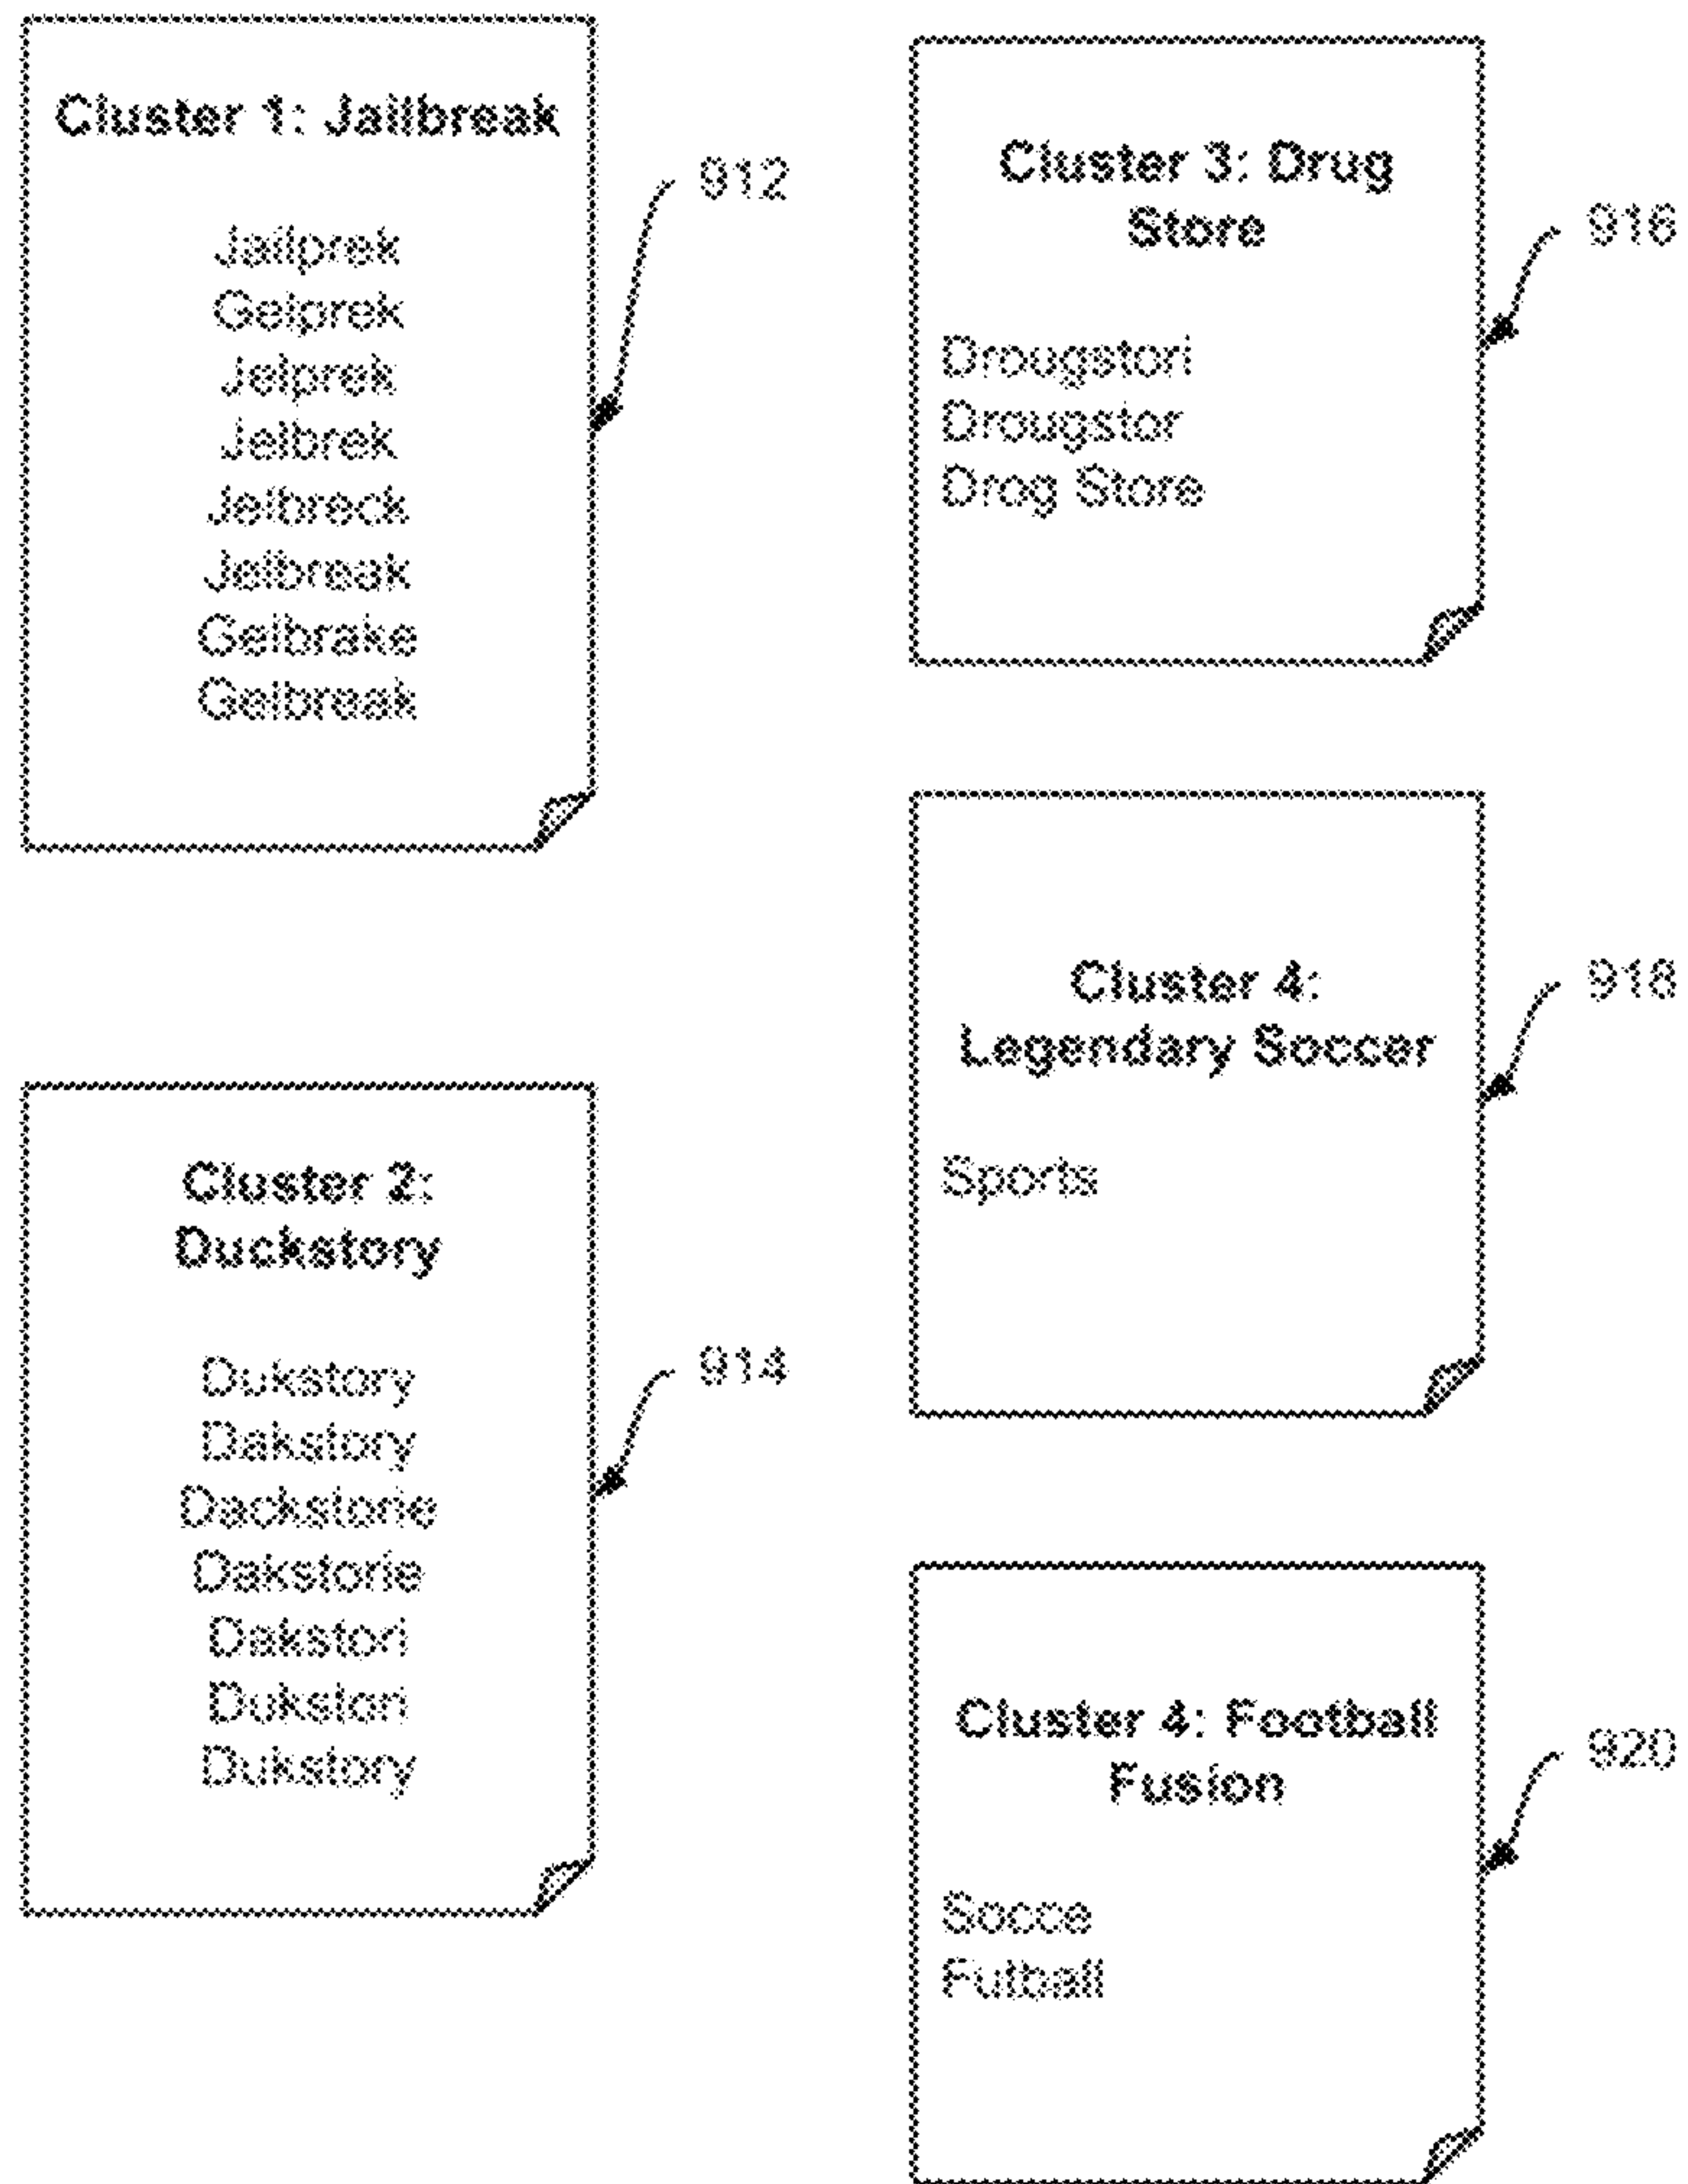 Cluster 1: Jailbreak
Jailprek
Gelprek
Jelprek
Jelbrek
Jelbreck
Jelbreak
Gelbrake
Gelbreak
912
Cluster 2:
Duckstory
Dukstory
Dakstory
Dackstorie
Dakstorie
Dakstori
Dukstori
Dukstory
914
Cluster 3: Drug
Store
Drougstori
Drougstor
Drog Store
916
Cluster 4:
Legendary Soccer
Sports
918
Cluster 4: Football
Fusion
Socce
Futball
920